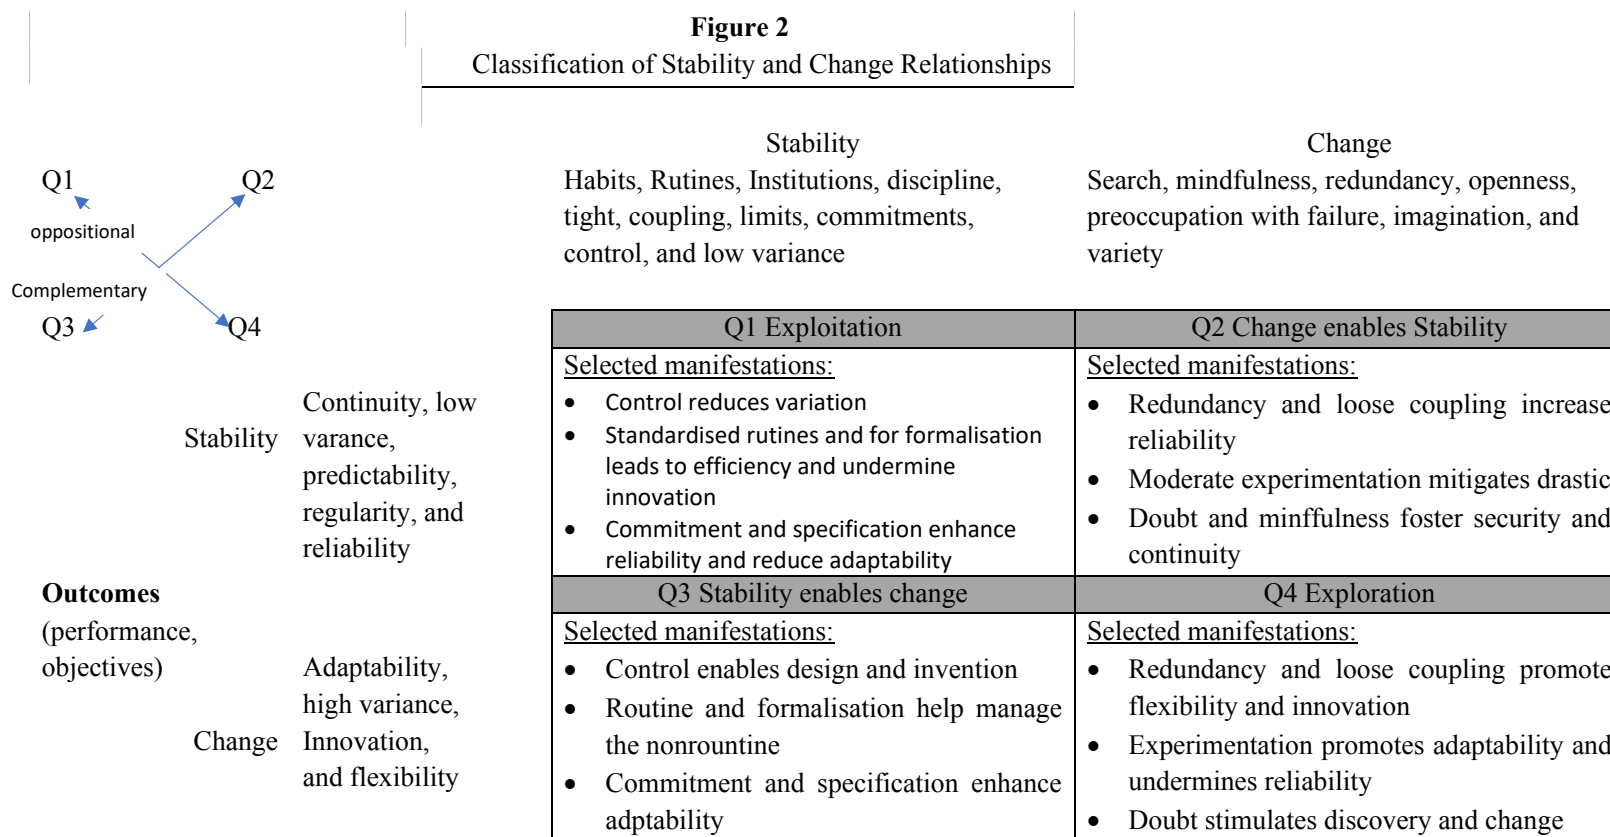 Figure 2
Classification of Stability and Change Relationships
Stability
Change
Q1
Q2
oppositional
Complementary
Q3
Q4
Habits, Rutines, Institutions, discipline,
tight, coupling, limits, commitments,
control, and low variance
Search, mindfulness, redundancy, openness,
preoccupation with failure, imagination, and
variety
Q1 Exploitation
Q2 Change enables Stability
Stability
Continuity, low
varance,
predictability,
regularity, and
reliability
Selected manifestations:
• Control reduces variation
• Standardised rutines and for formalisation
leads to efficiency and undermine
innovation
• Commitment and specification enhance
reliability and reduce adaptability
Selected manifestations:
• Redundancy and loose coupling increase
reliability
• Moderate experimentation mitigates drastic
• Doubt and minffulness foster security and
continuity
Outcomes
(performance,
objectives)
Q3 Stability enables change
Q4 Exploration
Change
Adaptability,
high variance,
Innovation,
and flexibility
Selected manifestations:
• Control enables design and invention
• Routine and formalisation help manage
the nonrountine
• Commitment and specification enhance
adptability
Selected manifestations:
• Redundancy and loose coupling promote
flexibility and innovation
• Experimentation promotes adaptability and
undermines reliability
• Doubt stimulates discovery and change